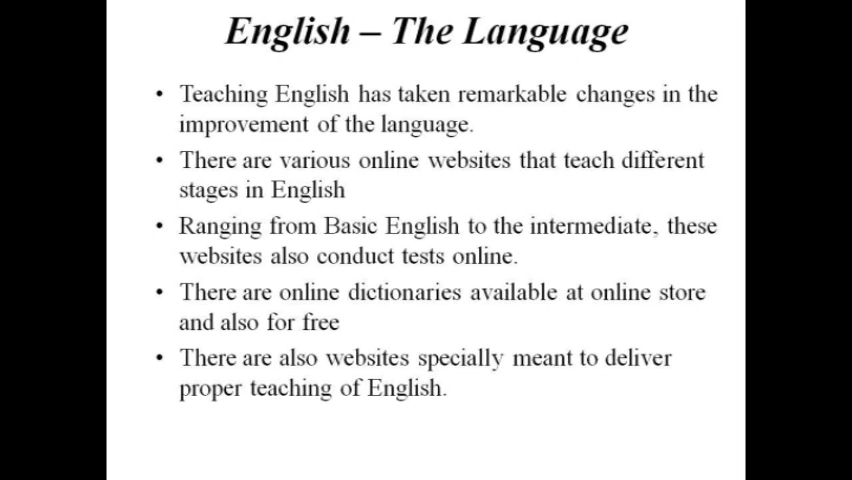 English – The Language
• Teaching English has taken remarkable changes in the
improvement of the language.
• There are various online websites that teach different
stages in English
• Ranging from Basic English to the intermediate, these
websites also conduct tests online.
• There are online dictionaries available at online store
and also for free
• There are also websites specially meant to deliver
proper teaching of English.